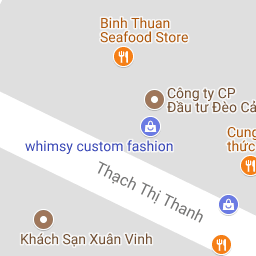 Binh Thuan
Seafood Store
Công ty CP
Đầu tư Đèo Cả
whimsy custom fashion
Cung
thức
Thạch Thị Thanh
Khách Sạn Xuân Vinh